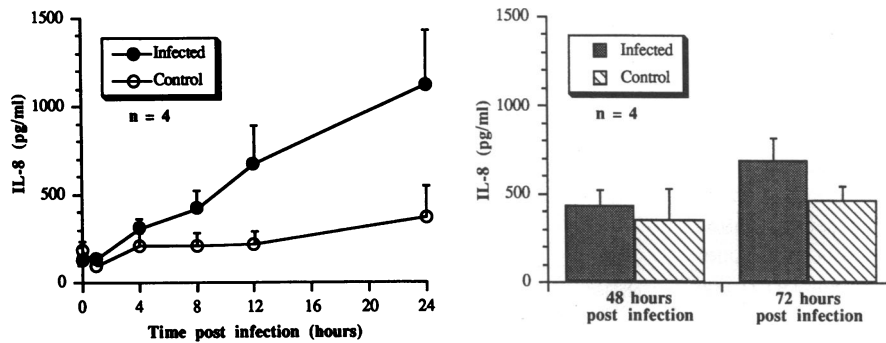 1500
1000
500
0
IL-8 (pg/ml)
Infected
Control
n = 4
0 4 8 12 16 20 24
Time post infection (hours)
1500
1000
500
0
IL-8 (pg/ml)
Infected
Control
n = 4
48 hours
post infection
72 hours
post infection